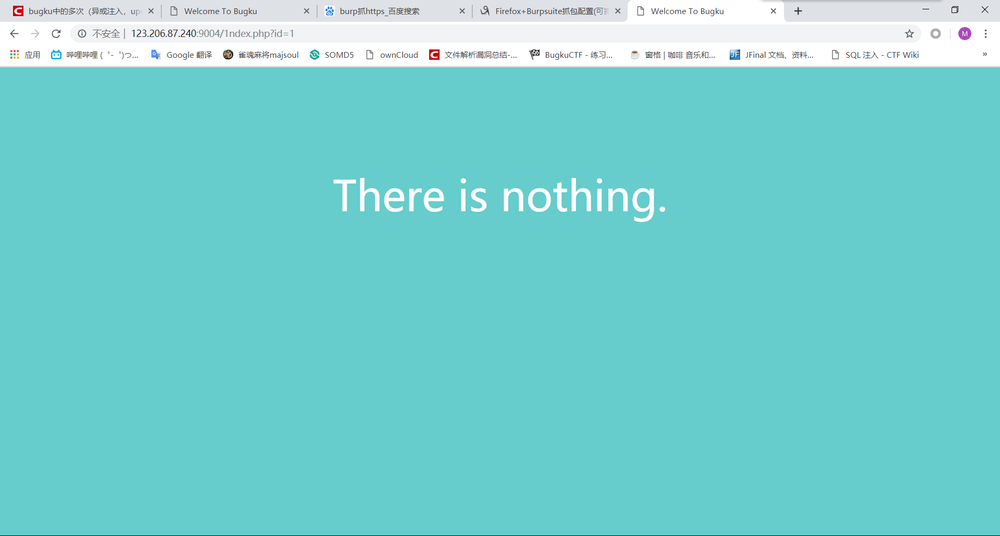 bugku中的多次（异或注入，upd
Welcome To Bugku
burp抓https_百度搜索
Firefox+Burpsuite抓包配置(可抓
Welcome To Bugku
不安全 | 123.206.87.240:9004/1ndex.php?id=1
M
应用
哔哩哔哩 (゜-゜)つ...
Google 翻译
雀魂麻将majsoul
SOMD5
ownCloud
文件解析漏洞总结-...
BugkuCTF - 练习...
窗格 | 咖啡 音乐和...
JFinal 文档、资料...
SQL 注入 - CTF Wiki
»
There is nothing.